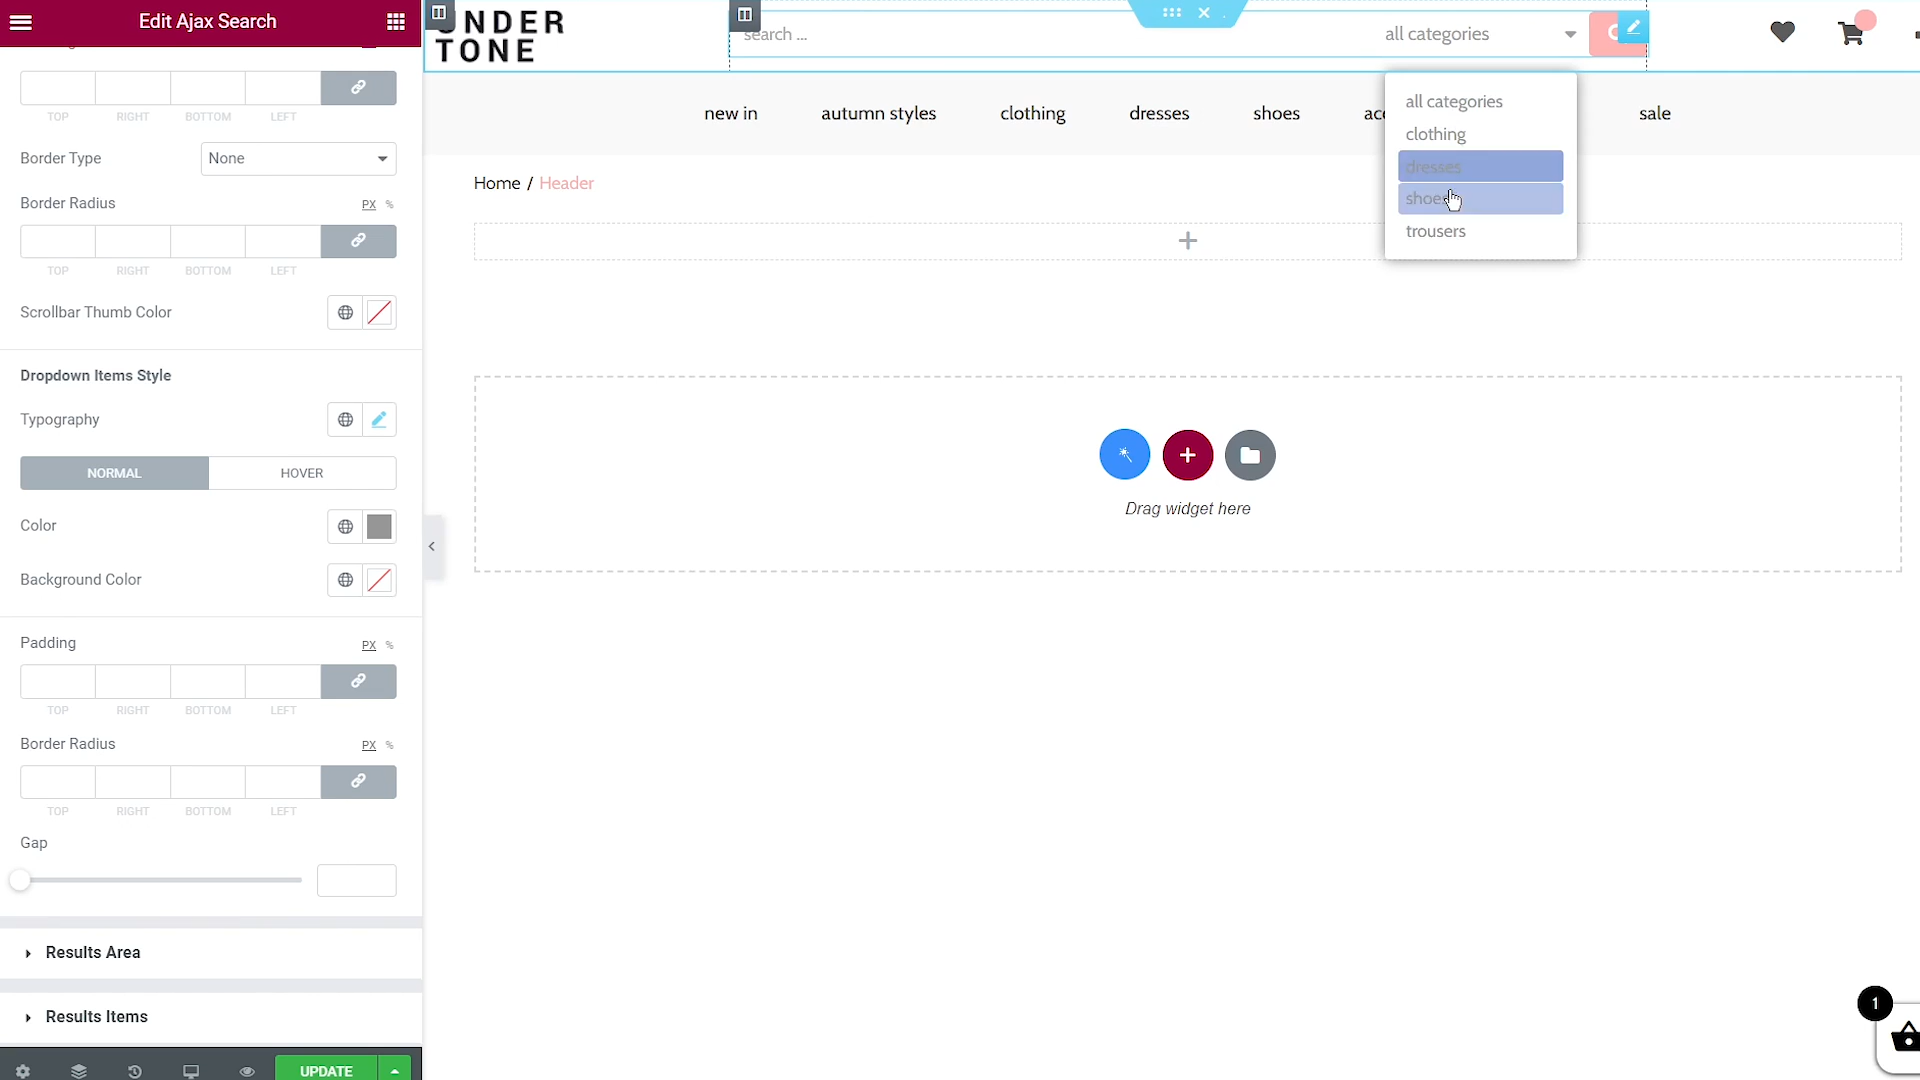 Edit Ajax Search
TOP RIGHT BOTTOM LEFT
Border Type None
Border Radius PX %
TOP RIGHT BOTTOM LEFT
Scrollbar Thumb Color
Dropdown Items Style
Typography
NORMAL HOVER
Color
Background Color
Padding PX %
TOP RIGHT BOTTOM LEFT
Border Radius PX %
TOP RIGHT BOTTOM LEFT
Gap
Results Area
Results Items
UPDATE
UNDER
TONE
search ... all categories
new in autumn styles clothing dresses shoes sale
all categories
clothing
dresses
shoes
trousers
Home / Header
Drag widget here
1